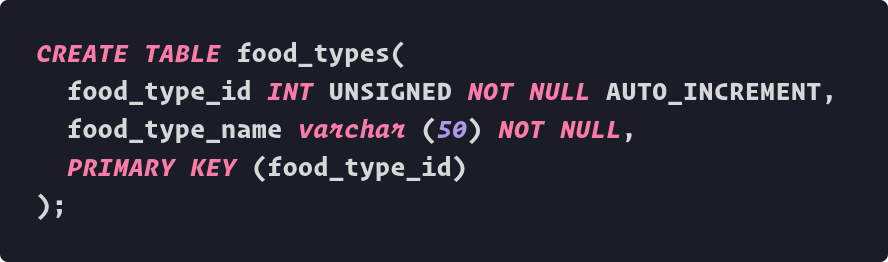 CREATE TABLE food_types(
  food_type_id INT UNSIGNED NOT NULL AUTO_INCREMENT,
  food_type_name varchar (50) NOT NULL,
  PRIMARY KEY (food_type_id)
);